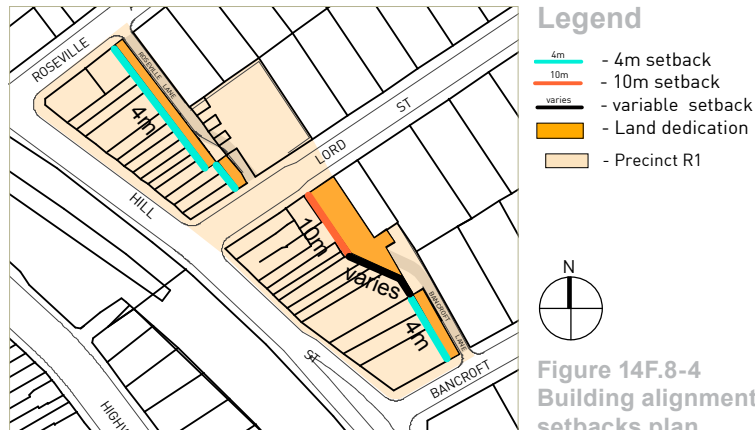 ROSEVILLE
ROSEVILLE LANE
4m
LORD
ST
HILL
10m
varies
BANCROFT LANE
4m
ST
BANCROFT
Legend
4m
- 4m setback
10m
- 10m setback
varies
- variable setback
- Land dedication
- Precinct R1
N
Figure 14F.8-4
Building alignment
setbacks plan